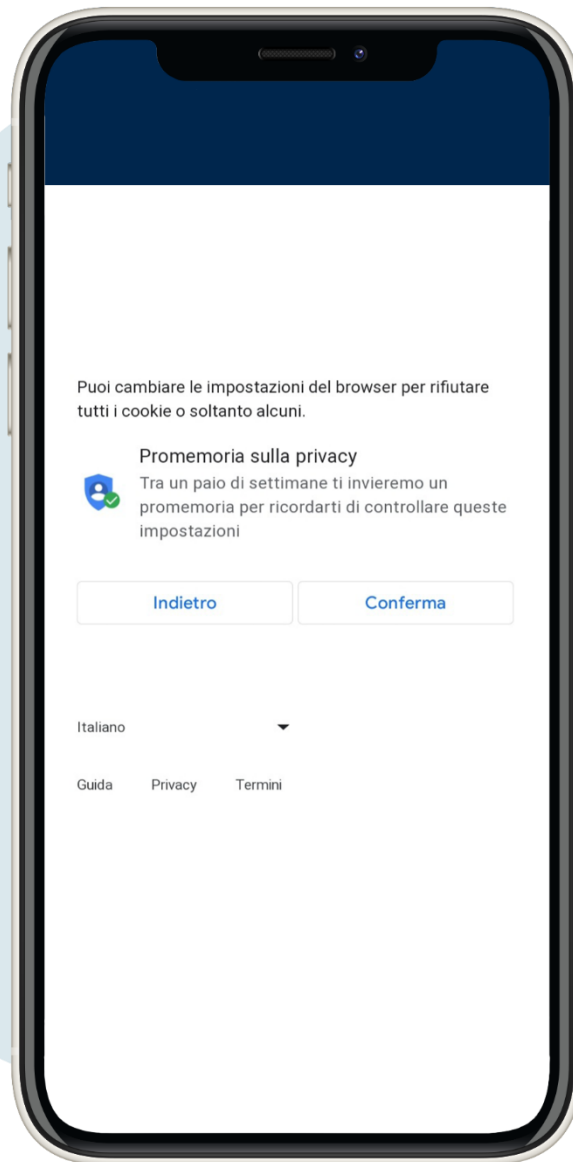 Puoi cambiare le impostazioni del browser per rifiutare
tutti i cookie o soltanto alcuni.
Promemoria sulla privacy
Tra un paio di settimane ti invieremo un
promemoria per ricordarti di controllare queste
impostazioni
Indietro Conferma
Italiano
Guida Privacy Termini